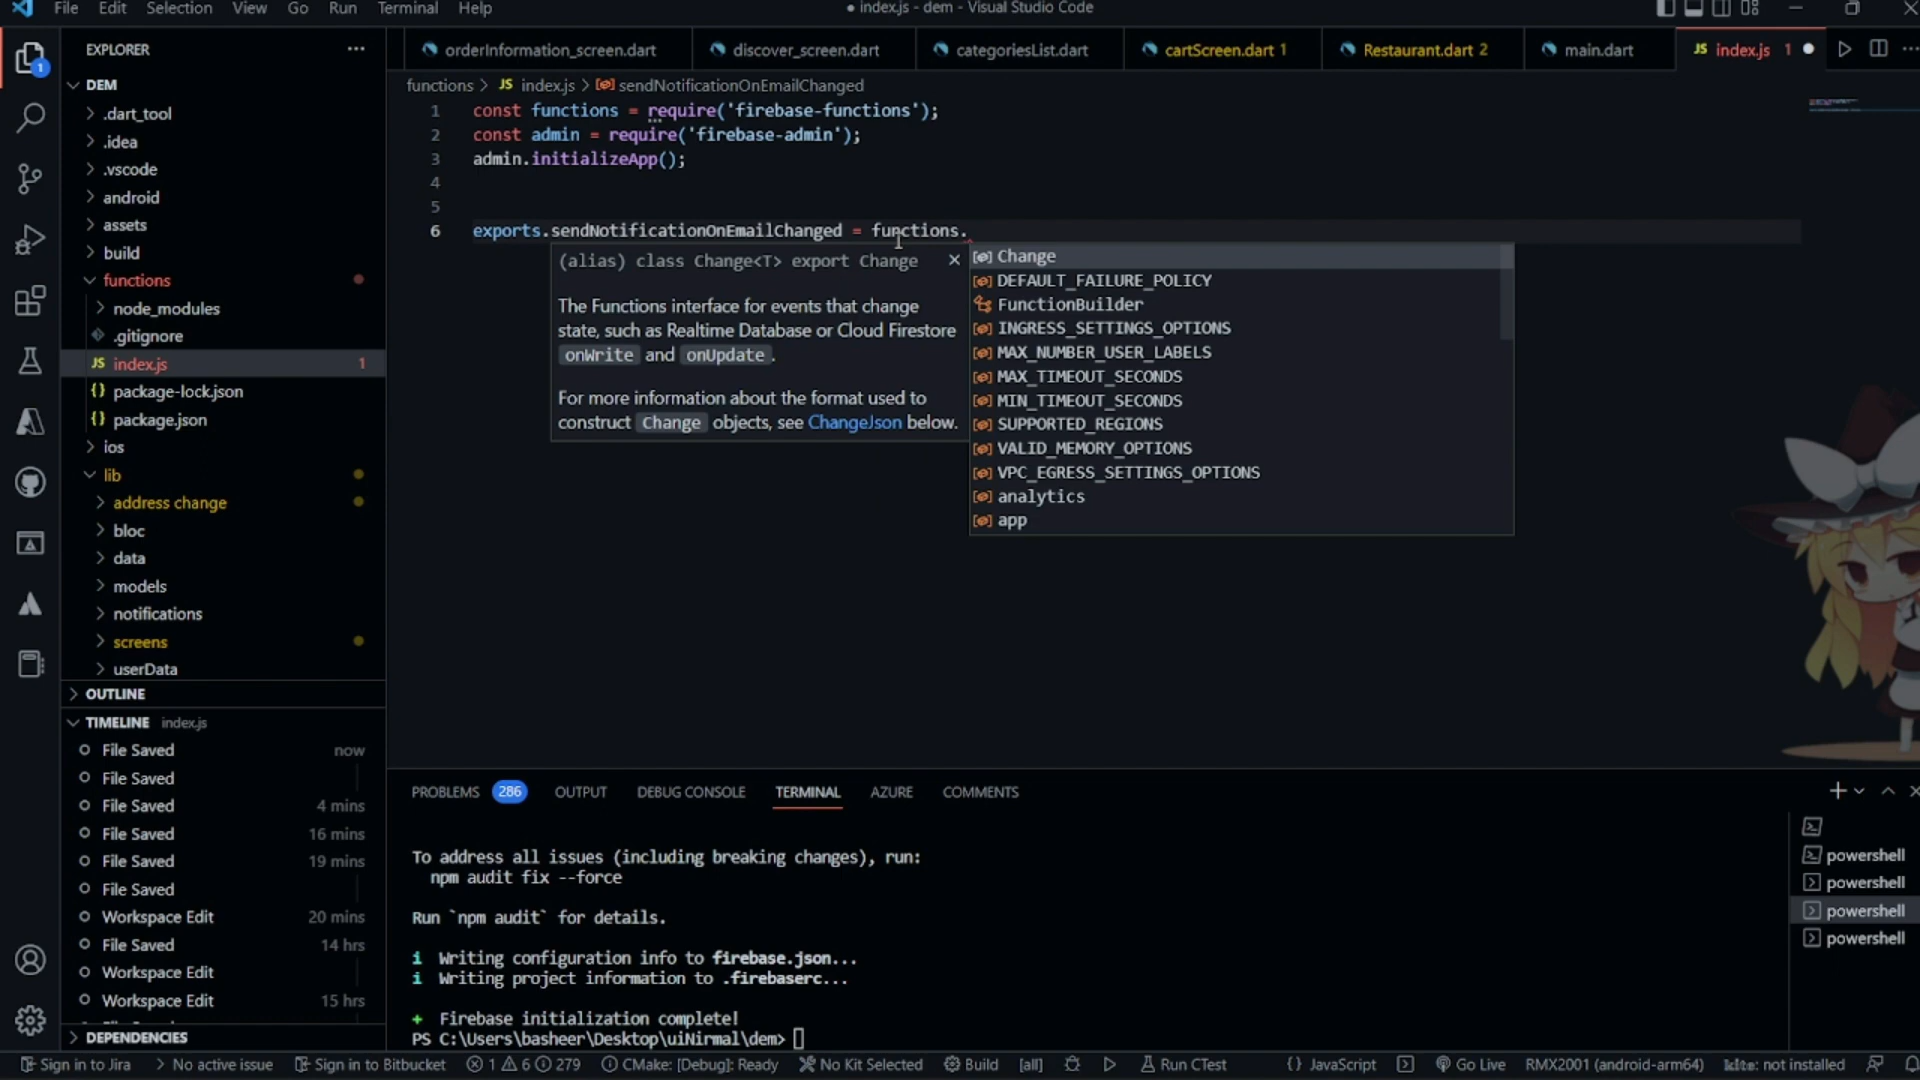 File Edit Selection View Go Run Terminal Help
● index.js - dem - Visual Studio Code
EXPLORER
orderInformation_screen.dart
discover_screen.dart
categoriesList.dart
cartScreen.dart 1
Restaurant.dart 2
main.dart
JS index.js 1
functions > JS index.js > sendNotificationOnEmailChanged
1
DEM
.dart_tool
.idea
.vscode
android
assets
build
functions
node_modules
.gitignore
JS index.js 1
{} package-lock.json
{} package.json
ios
lib
address change
bloc
data
models
notifications
screens
userData
OUTLINE
TIMELINE index.js
File Saved now
File Saved
File Saved 4 mins
File Saved 16 mins
File Saved 19 mins
File Saved
Workspace Edit 20 mins
File Saved 14 hrs
Workspace Edit
Workspace Edit 15 hrs
DEPENDENCIES
1 const functions = require('firebase-functions');
2 const admin = require('firebase-admin');
3 admin.initializeApp();
4
5
6 exports.sendNotificationOnEmailChanged = functions.
(alias) class Change<T> export Change
The Functions interface for events that change
state, such as Realtime Database or Cloud Firestore
onWrite and onUpdate.
For more information about the format used to
construct Change objects, see ChangeJson below.
Change
DEFAULT_FAILURE_POLICY
FunctionBuilder
INGRESS_SETTINGS_OPTIONS
MAX_NUMBER_USER_LABELS
MAX_TIMEOUT_SECONDS
MIN_TIMEOUT_SECONDS
SUPPORTED_REGIONS
VALID_MEMORY_OPTIONS
VPC_EGRESS_SETTINGS_OPTIONS
analytics
app
PROBLEMS 286 OUTPUT DEBUG CONSOLE TERMINAL AZURE COMMENTS
To address all issues (including breaking changes), run:
npm audit fix --force
Run `npm audit` for details.
i Writing configuration info to firebase.json...
i Writing project information to .firebaserc...
+ Firebase initialization complete!
PS C:\Users\basheer\Desktop\uiNirmal\dem>
powershell
powershell
powershell
powershell
Sign in to Jira
No active issue
Sign in to Bitbucket
1 6 279
CMake: [Debug]: Ready
No Kit Selected
Build
[all]
Run CTest
{} JavaScript
Go Live
RMX2001 (android-arm64)
not installed